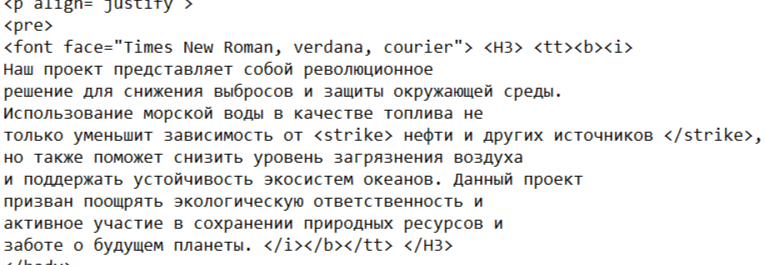 <p align="justify">
<pre>
<font face="Times New Roman, verdana, courier"> <H3> <tt><b><i>
Наш проект представляет собой революционное
решение для снижения выбросов и защиты окружающей среды.
Использование морской воды в качестве топлива не
только уменьшит зависимость от <strike> нефти и других источников </strike>,
но также поможет снизить уровень загрязнения воздуха
и поддержать устойчивость экосистем океанов. Данный проект
призван поощрять экологическую ответственность и
активное участие в сохранении природных ресурсов и
заботе о будущем планеты. </i></b></tt> </H3>
</body>